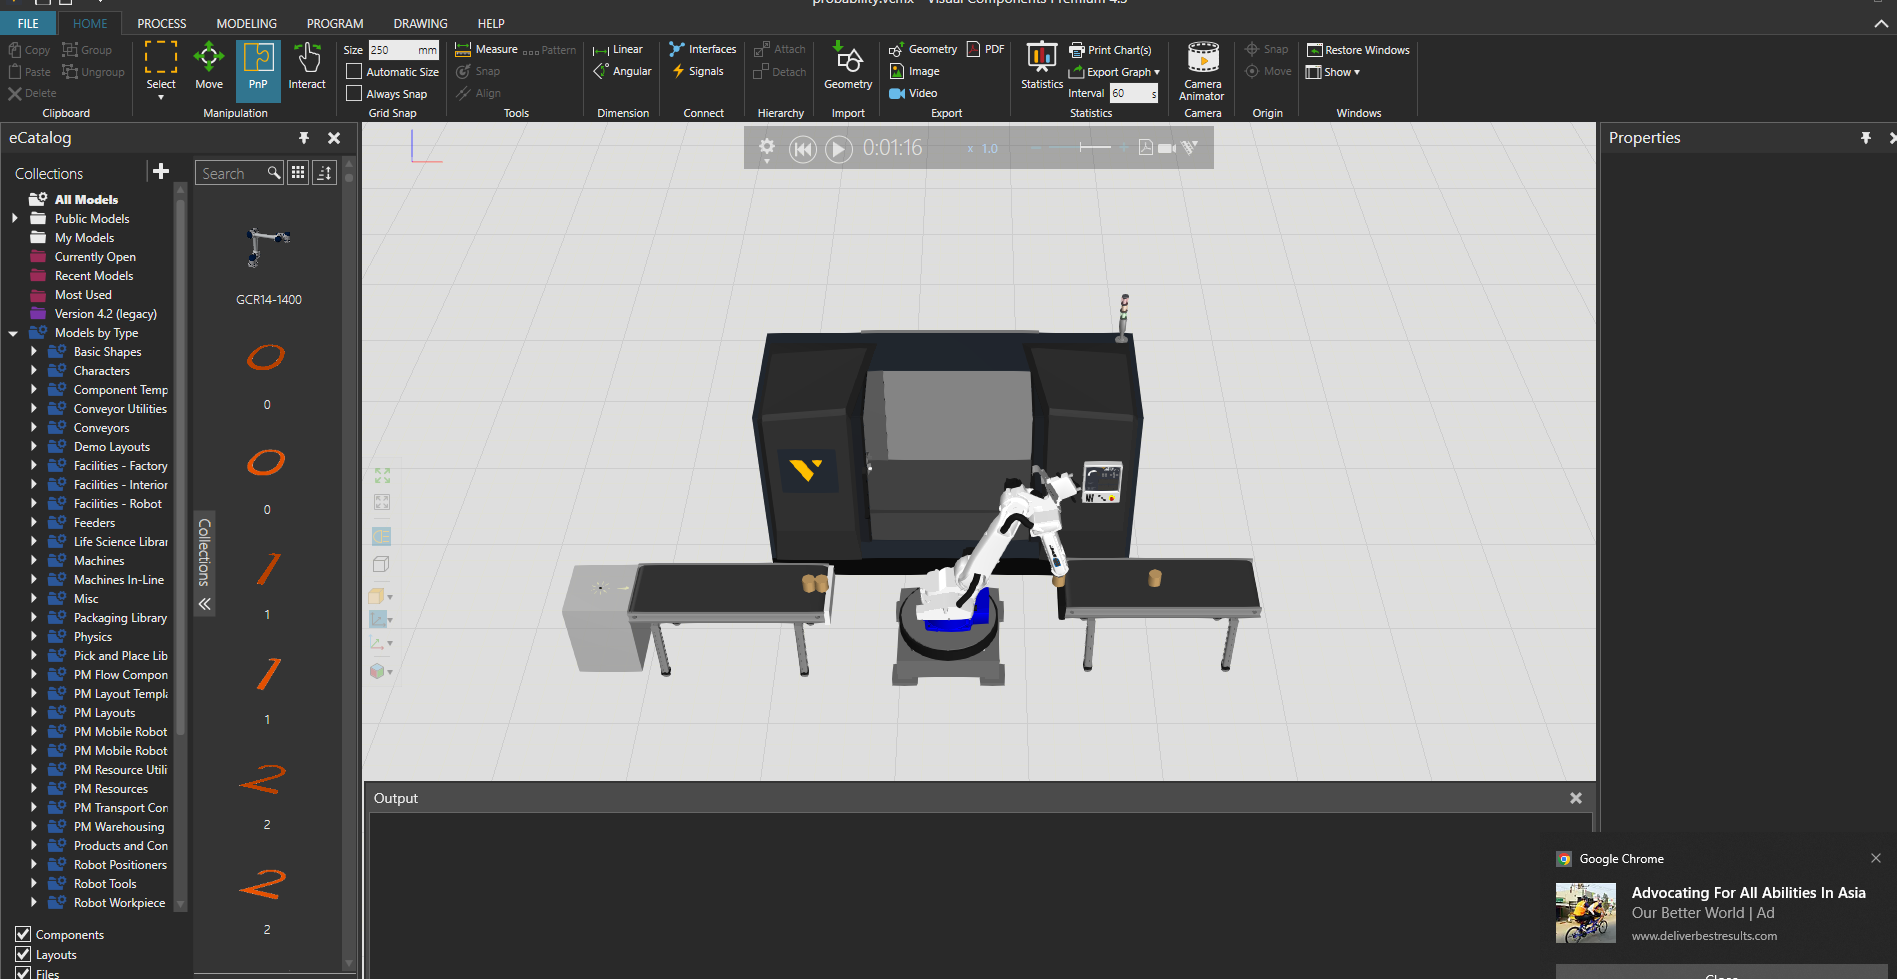 probability.vcmx - Visual Components Premium 4.3
FILE HOME PROCESS MODELING PROGRAM DRAWING HELP
Copy Group
Paste Ungroup
Delete
Clipboard
Select Move PnP Interact
Manipulation
Size 250 mm
Automatic Size
Always Snap
Grid Snap
Measure Pattern
Snap
Align
Tools
Linear
Angular
Dimension
Interfaces
Signals
Connect
Attach
Detach
Hierarchy
Geometry
Import
Geometry PDF
Image
Video
Export
Statistics
Print Chart(s)
Export Graph
Interval 60 s
Statistics
Camera
Animator
Camera
Snap
Move
Origin
Restore Windows
Show
Windows
eCatalog
Collections
All Models
Public Models
My Models
Currently Open
Recent Models
Most Used
Version 4.2 (legacy)
Models by Type
Basic Shapes
Characters
Component Temp
Conveyor Utilities
Conveyors
Demo Layouts
Facilities - Factory
Facilities - Interior
Facilities - Robot
Feeders
Life Science Librar
Machines
Machines In-Line
Misc
Packaging Library
Physics
Pick and Place Lib
PM Flow Compon
PM Layout Templa
PM Layouts
PM Mobile Robot
PM Mobile Robot
PM Resource Utili
PM Resources
PM Transport Con
PM Warehousing
Products and Con
Robot Positioners
Robot Tools
Robot Workpiece
Components
Layouts
Files
Search
GCR14-1400
0
0
0
0
1
1
1
1
2
2
2
2
Collections
0:01:16 x 1.0
Output
Properties
Google Chrome
Advocating For All Abilities In Asia
Our Better World | Ad
www.deliverbestresults.com
Close